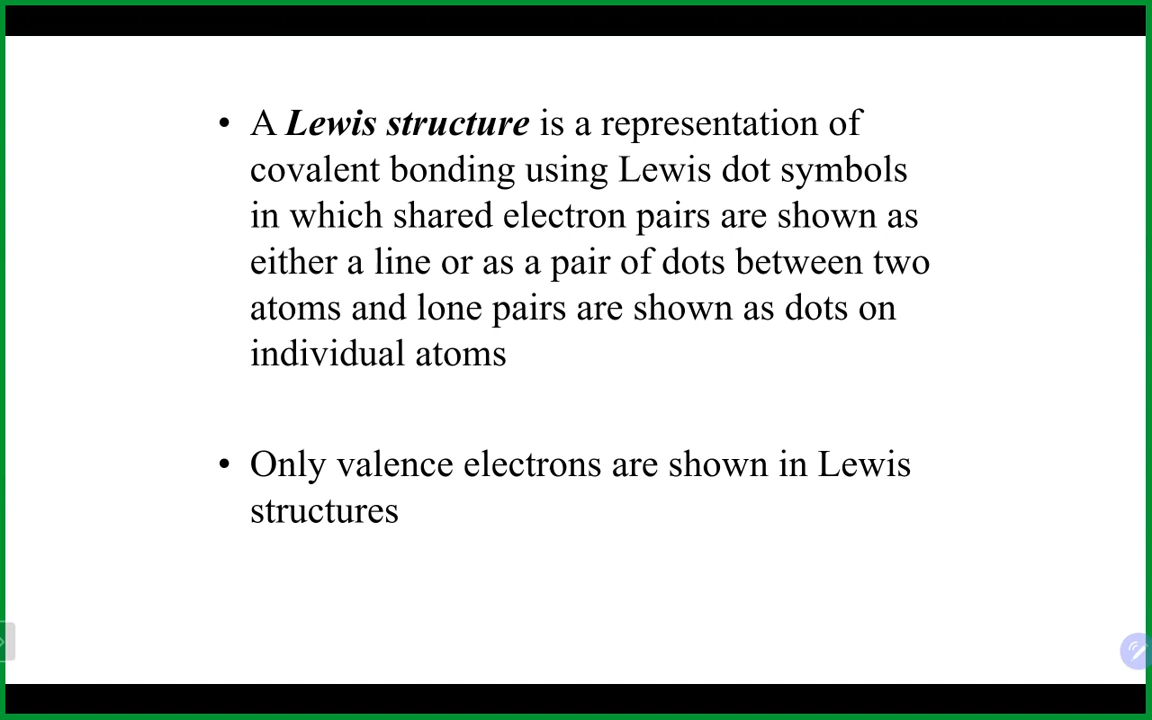 • A Lewis structure is a representation of
covalent bonding using Lewis dot symbols
in which shared electron pairs are shown as
either a line or as a pair of dots between two
atoms and lone pairs are shown as dots on
individual atoms
• Only valence electrons are shown in Lewis
structures